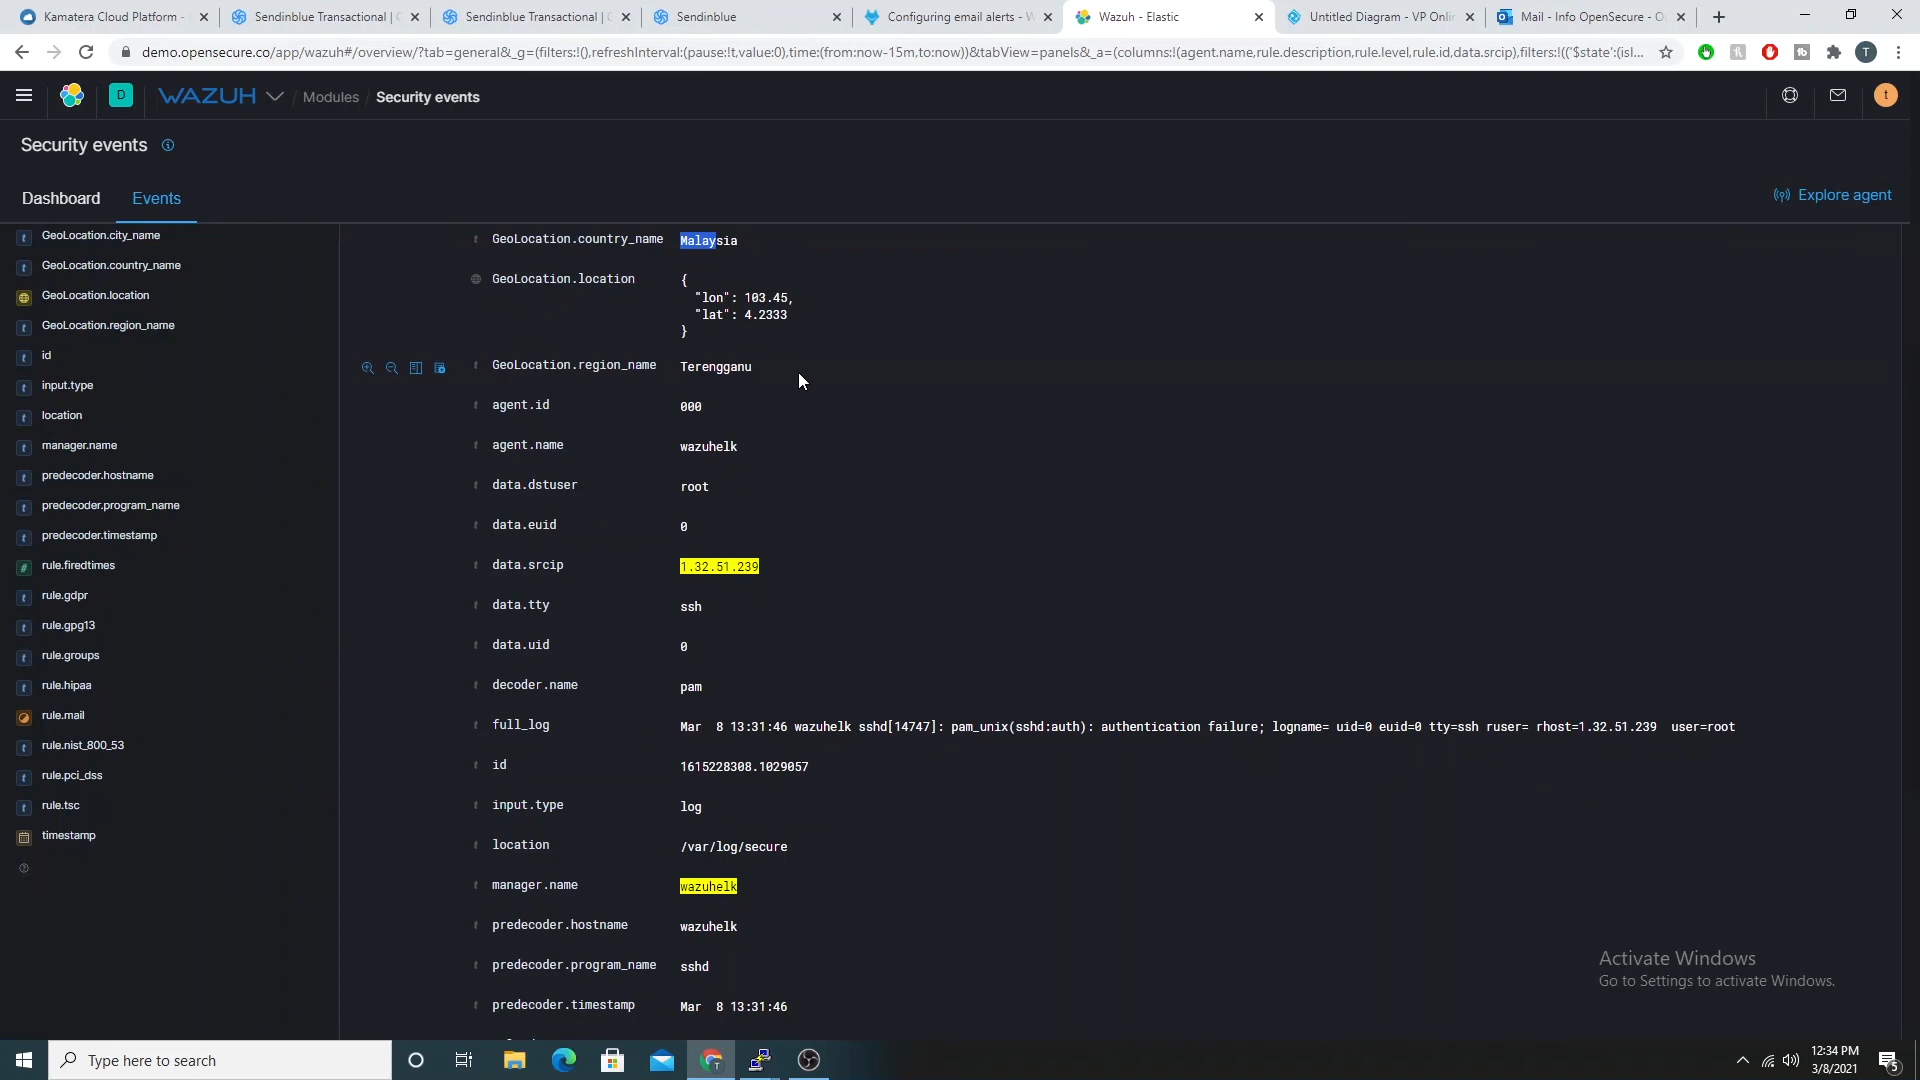 Kamatera Cloud Platform -
Sendinblue Transactional | C
Sendinblue Transactional | C
Sendinblue
Configuring email alerts - W
Wazuh - Elastic
Untitled Diagram - VP Onlin
Mail - Info OpenSecure - O
demo.opensecure.co/app/wazuh#/overview/?tab=general&_g=(filters:!(),refreshInterval:(pause:!t,value:0),time:(from:now-15m,to:now))&tabView=panels&_a=(columns:!(agent.name,rule.description,rule.level,rule.id,data.srcip),filters:!(('$state':(isl...
T
D
WAZUH
Modules
Security events
t
Security events
Dashboard
Events
Explore agent
GeoLocation.city_name
GeoLocation.country_name
GeoLocation.location
GeoLocation.region_name
id
input.type
location
manager.name
predecoder.hostname
predecoder.program_name
predecoder.timestamp
rule.firedtimes
rule.gdpr
rule.gpg13
rule.groups
rule.hipaa
rule.mail
rule.nist_800_53
rule.pci_dss
rule.tsc
timestamp
GeoLocation.country_name Malaysia
GeoLocation.location {
"lon": 103.45,
"lat": 4.2333
}
GeoLocation.region_name Terengganu
agent.id 000
agent.name wazuhelk
data.dstuser root
data.euid 0
data.srcip 1.32.51.239
data.tty ssh
data.uid 0
decoder.name pam
full_log Mar  8 13:31:46 wazuhelk sshd[14747]: pam_unix(sshd:auth): authentication failure; logname= uid=0 euid=0 tty=ssh ruser= rhost=1.32.51.239  user=root
id 1615228308.1029057
input.type log
location /var/log/secure
manager.name wazuhelk
predecoder.hostname wazuhelk
predecoder.program_name sshd
predecoder.timestamp Mar  8 13:31:46
Activate Windows
Go to Settings to activate Windows.
Type here to search
12:34 PM
3/8/2021
5